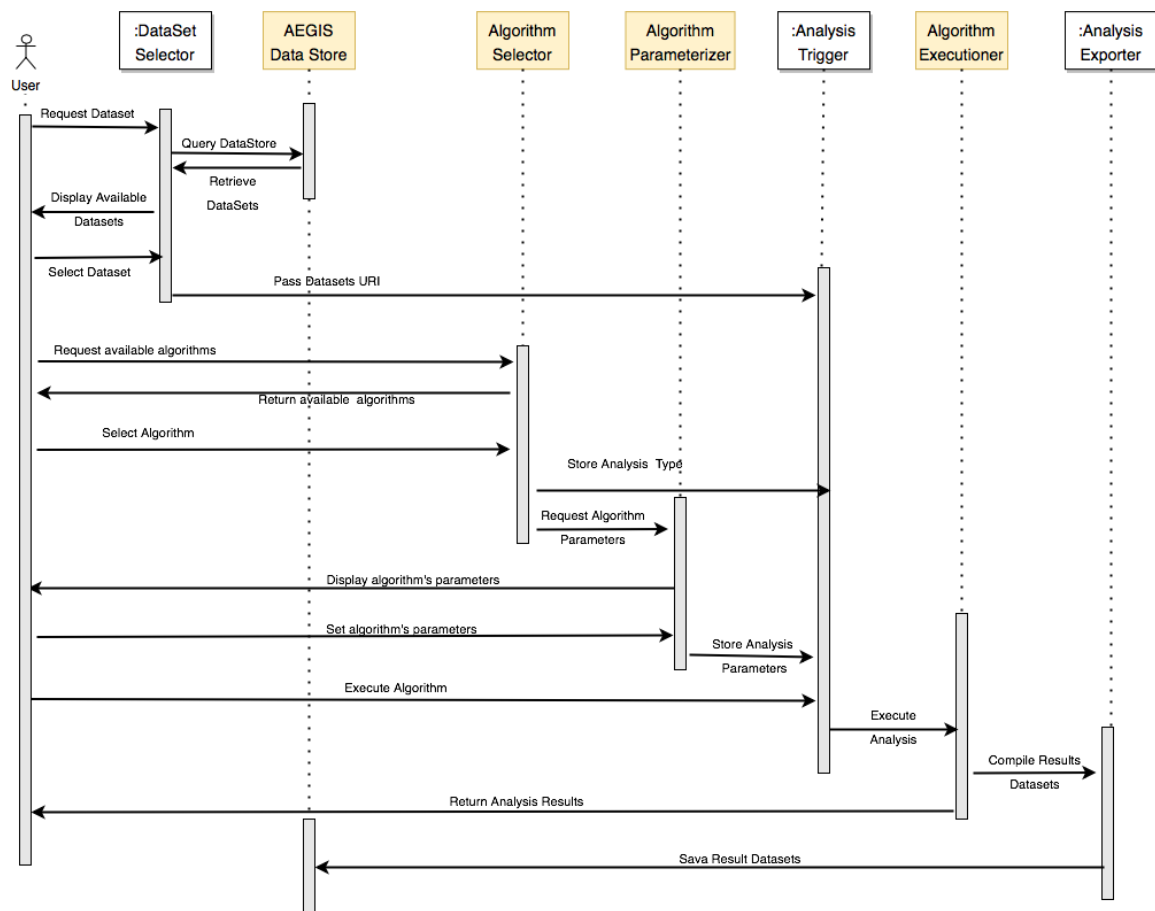 User
:DataSet
Selector
AEGIS
Data Store
Algorithm
Selector
Algorithm
Parameterizer
:Analysis
Trigger
Algorithm
Executioner
:Analysis
Exporter
Request Dataset
Query DataStore
Retrieve
DataSets
Display Available
Datasets
Select Dataset
Pass Datasets URI
Request available algorithms
Return available algorithms
Select Algorithm
Store Analysis Type
Request Algorithm
Parameters
Display algorithm's parameters
Set algorithm's parameters
Store Analysis
Parameters
Execute Algorithm
Execute
Analysis
Compile Results
Datasets
Return Analysis Results
Sava Result Datasets